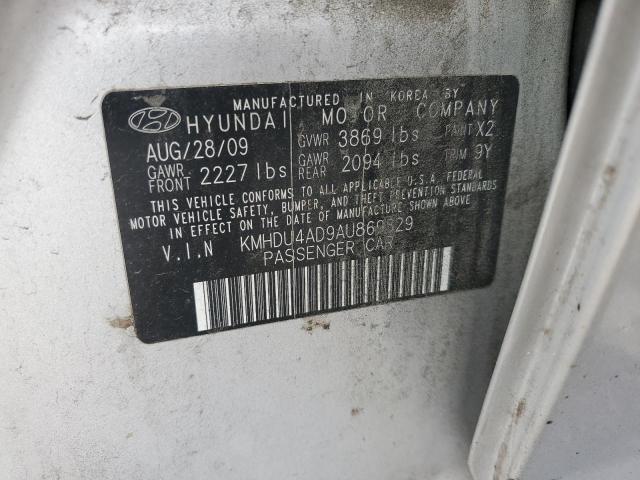 MANUFACTURED IN KOREA BY
HYUNDAI MOTOR COMPANY
AUG/28/09 GVWR 3869 lbs PAINT X2
GAWR FRONT 2227 lbs GAWR REAR 2094 lbs TRIM 9Y
THIS VEHICLE CONFORMS TO ALL APPLICABLE U.S.A. FEDERAL
MOTOR VEHICLE SAFETY, BUMPER, AND THEFT PREVENTION STANDARDS
IN EFFECT ON THE DATE OF MANUFACTURE SHOWN ABOVE.
V.I.N
PASSENGER CAR